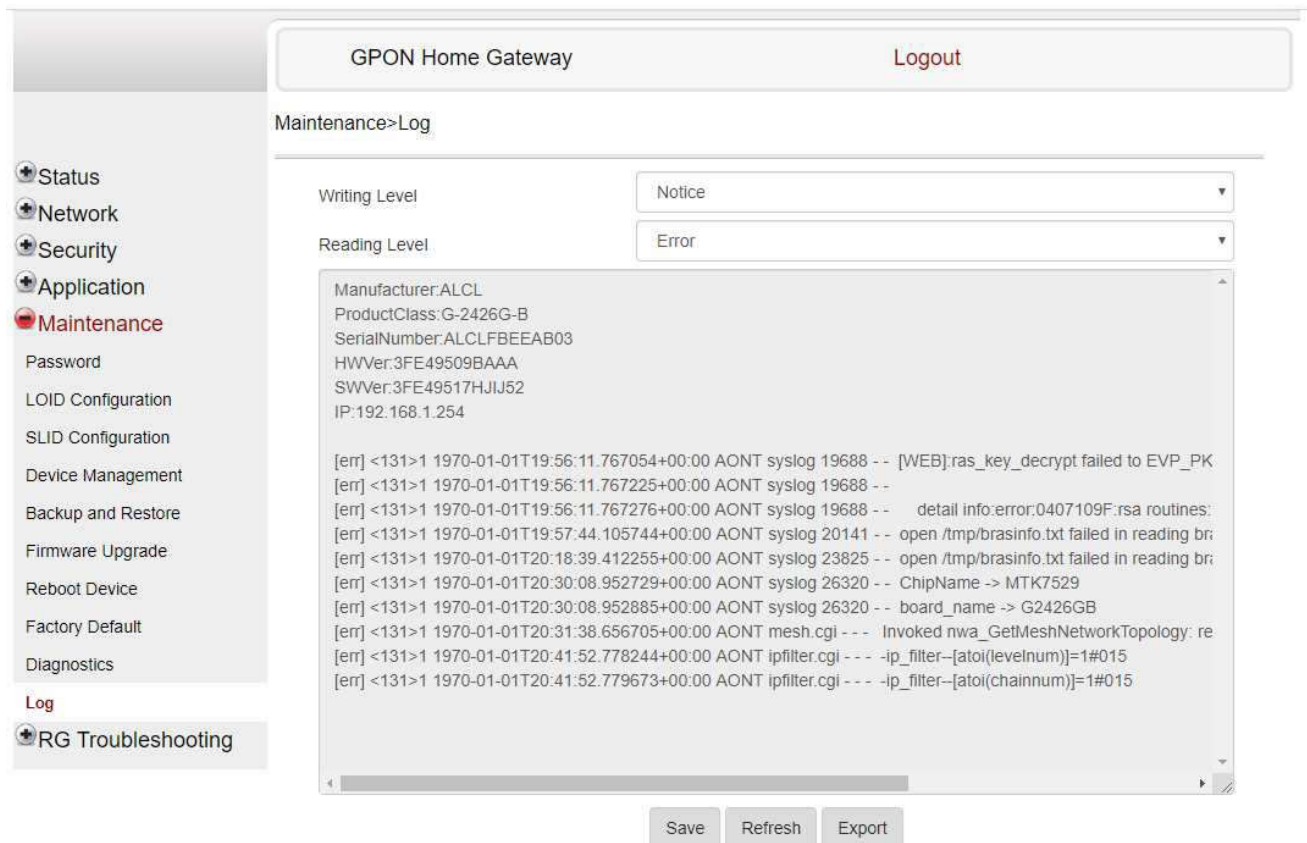 GPON Home Gateway
Logout
Maintenance>Log
Status
Network
Security
Application
Maintenance
Password
LOID Configuration
SLID Configuration
Device Management
Backup and Restore
Firmware Upgrade
Reboot Device
Factory Default
Diagnostics
Log
RG Troubleshooting
Writing Level
Notice
Reading Level
Error
Manufacturer:ALCL
ProductClass:G-2426G-B
SerialNumber:ALCLFBEEAB03
HWVer:3FE49509BAAA
SWVer:3FE49517HJIJ52
IP:192.168.1.254
[err] <131>1 1970-01-01T19:56:11.767054+00:00 AONT syslog 19688 - - [WEB]:ras_key_decrypt failed to EVP_PK
[err] <131>1 1970-01-01T19:56:11.767225+00:00 AONT syslog 19688 - -
[err] <131>1 1970-01-01T19:56:11.767276+00:00 AONT syslog 19688 - - detail info:error:0407109F:rsa routines:
[err] <131>1 1970-01-01T19:57:44.105744+00:00 AONT syslog 20141 - - open /tmp/brasinfo.txt failed in reading bra
[err] <131>1 1970-01-01T20:18:39.412255+00:00 AONT syslog 23825 - - open /tmp/brasinfo.txt failed in reading bra
[err] <131>1 1970-01-01T20:30:08.952729+00:00 AONT syslog 26320 - - ChipName -> MTK7529
[err] <131>1 1970-01-01T20:30:08.952885+00:00 AONT syslog 26320 - - board_name -> G2426GB
[err] <131>1 1970-01-01T20:31:38.656705+00:00 AONT mesh.cgi - - - Invoked nwa_GetMeshNetworkTopology: re
[err] <131>1 1970-01-01T20:41:52.778244+00:00 AONT ipfilter.cgi - - - -ip_filter--[atoi(levelnum)]=1#015
[err] <131>1 1970-01-01T20:41:52.779673+00:00 AONT ipfilter.cgi - - - -ip_filter--[atoi(chainnum)]=1#015
Save
Refresh
Export